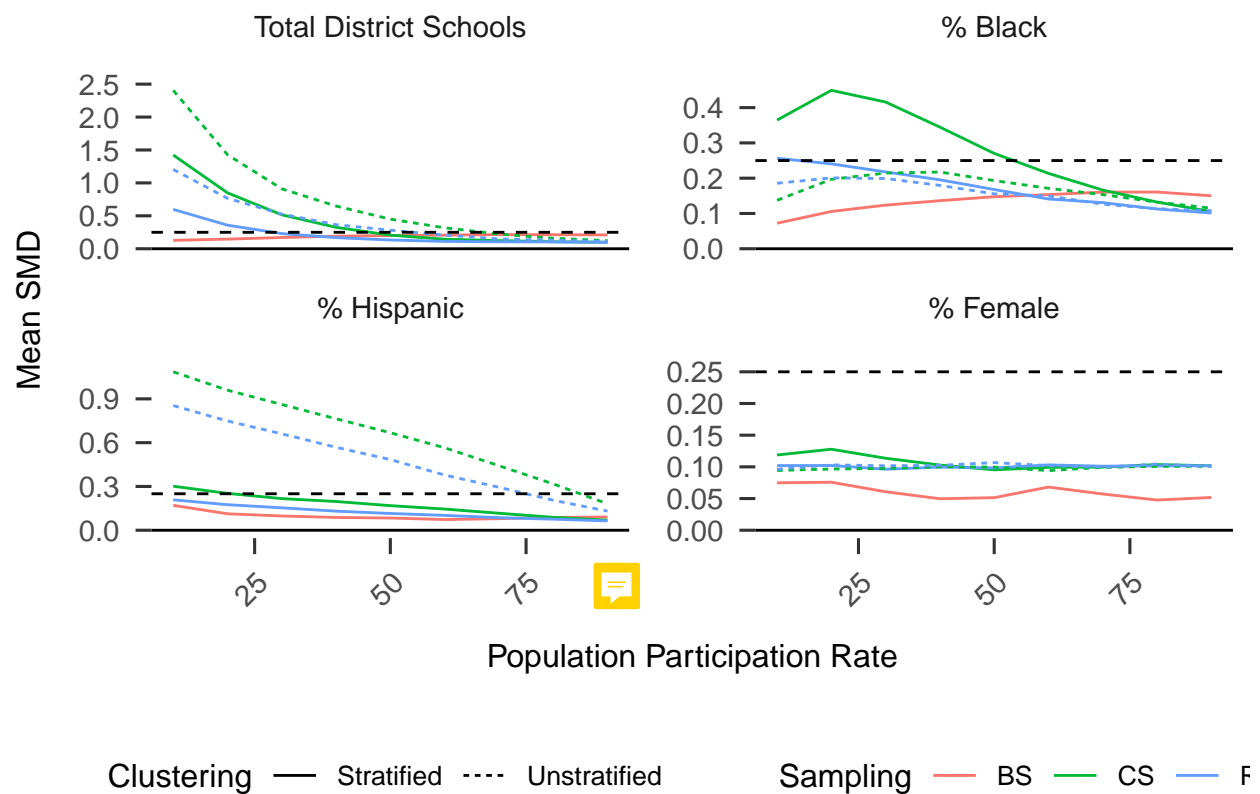 Total District Schools
% Black
2.5
2.0
1.5
1.0
0.5
0.0
0.4
0.3
0.2
0.1
0.0
Mean SMD
% Hispanic
% Female
0.9
0.6
0.3
0.0
0.25
0.20
0.15
0.10
0.05
0.00
25 50 75
25 50 75
Population Participation Rate
Clustering Stratified Unstratified Sampling BS CS R